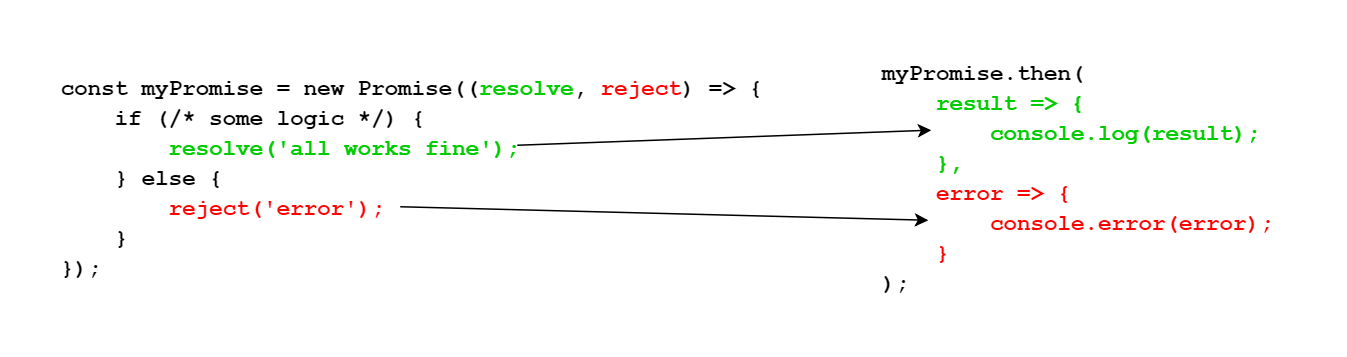 const myPromise = new Promise((resolve, reject) => {
    if (/* some logic */) {
        resolve('all works fine');
    } else {
        reject('error');
    }
});
myPromise.then(
    result => {
        console.log(result);
    },
    error => {
        console.error(error);
    }
);